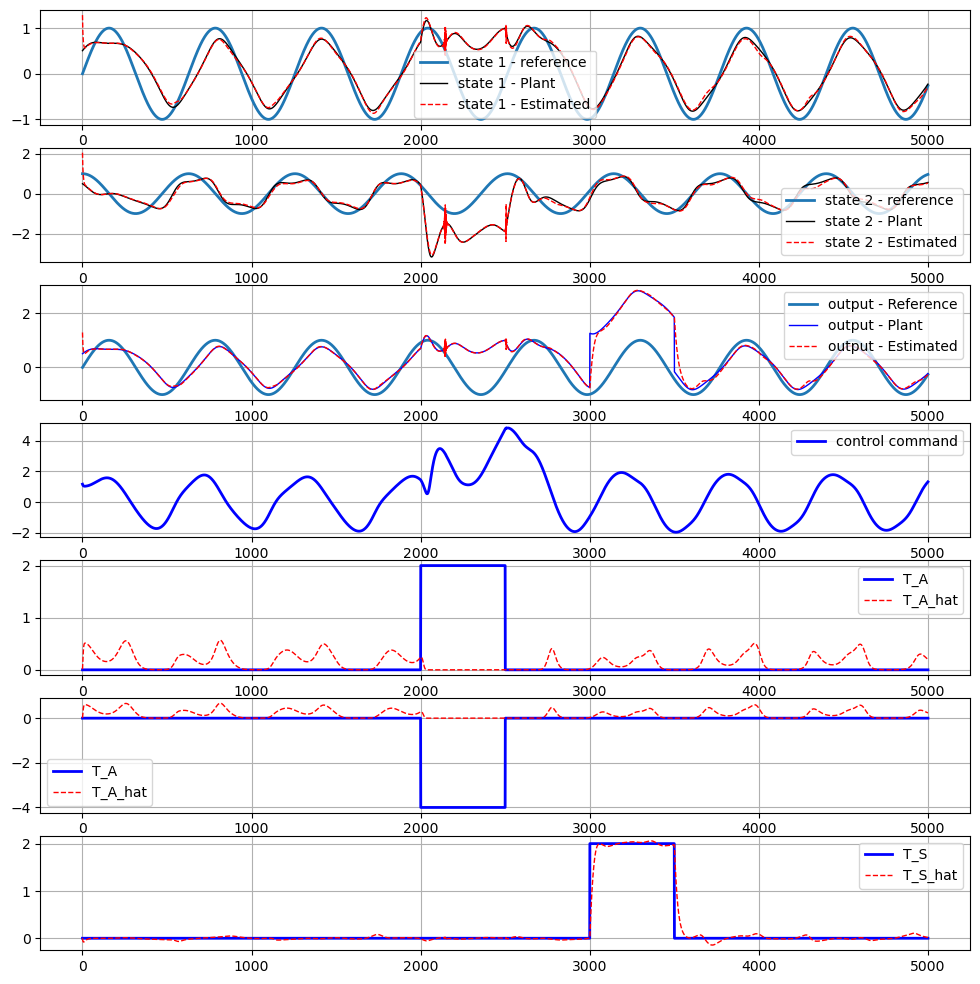 1
0
−1
state 1 - reference
state 1 - Plant
state 1 - Estimated
0 1000 2000 3000 4000 5000
2
0
−2
state 2 - reference
state 2 - Plant
state 2 - Estimated
0 1000 2000 3000 4000 5000
2
0
output - Reference
output - Plant
output - Estimated
0 1000 2000 3000 4000 5000
4
2
0
−2
control command
0 1000 2000 3000 4000 5000
2
1
0
T_A
T_A_hat
0 1000 2000 3000 4000 5000
0
−2
−4
T_A
T_A_hat
0 1000 2000 3000 4000 5000
2
1
0
T_S
T_S_hat
0 1000 2000 3000 4000 5000